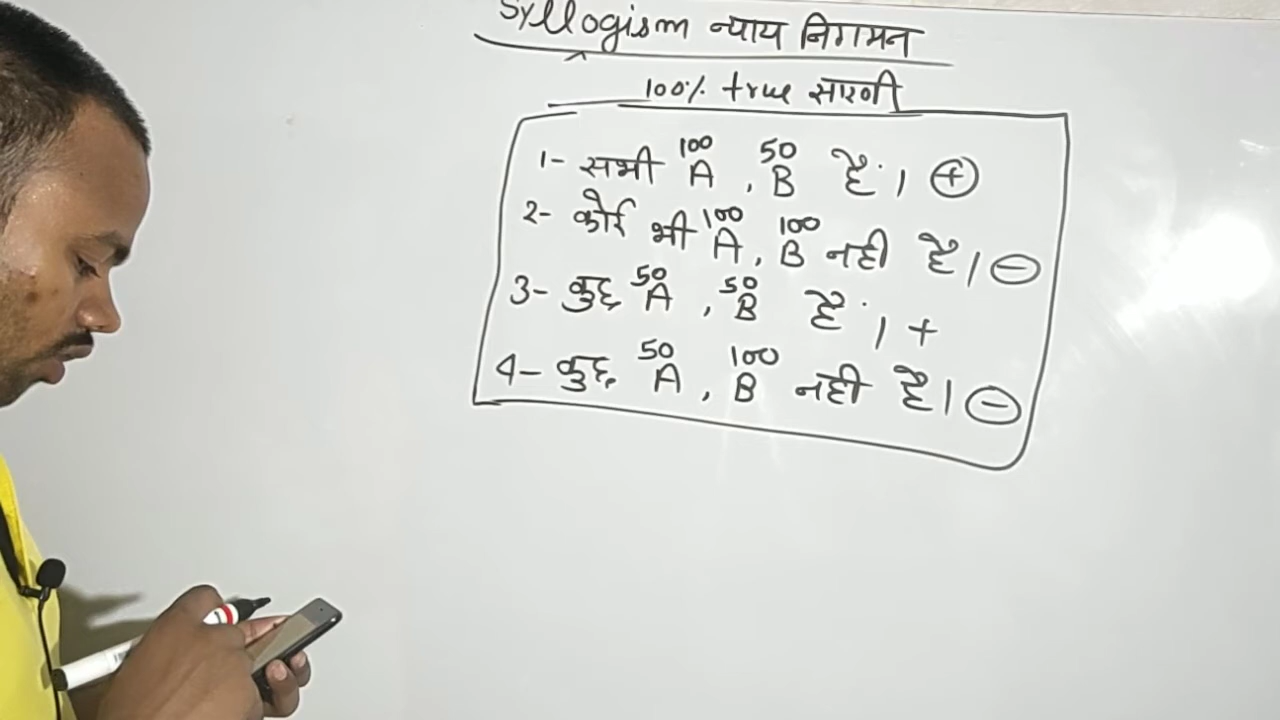 Syllogism न्याय निगमन
100% true सारणी
1- सभी A 100 , B 50 हैं। +
2- कोई भी A 100 , B 100 नही है। -
3- कुछ A 50 , B 50 हैं। +
4- कुछ A 50 , B 100 नही है। -